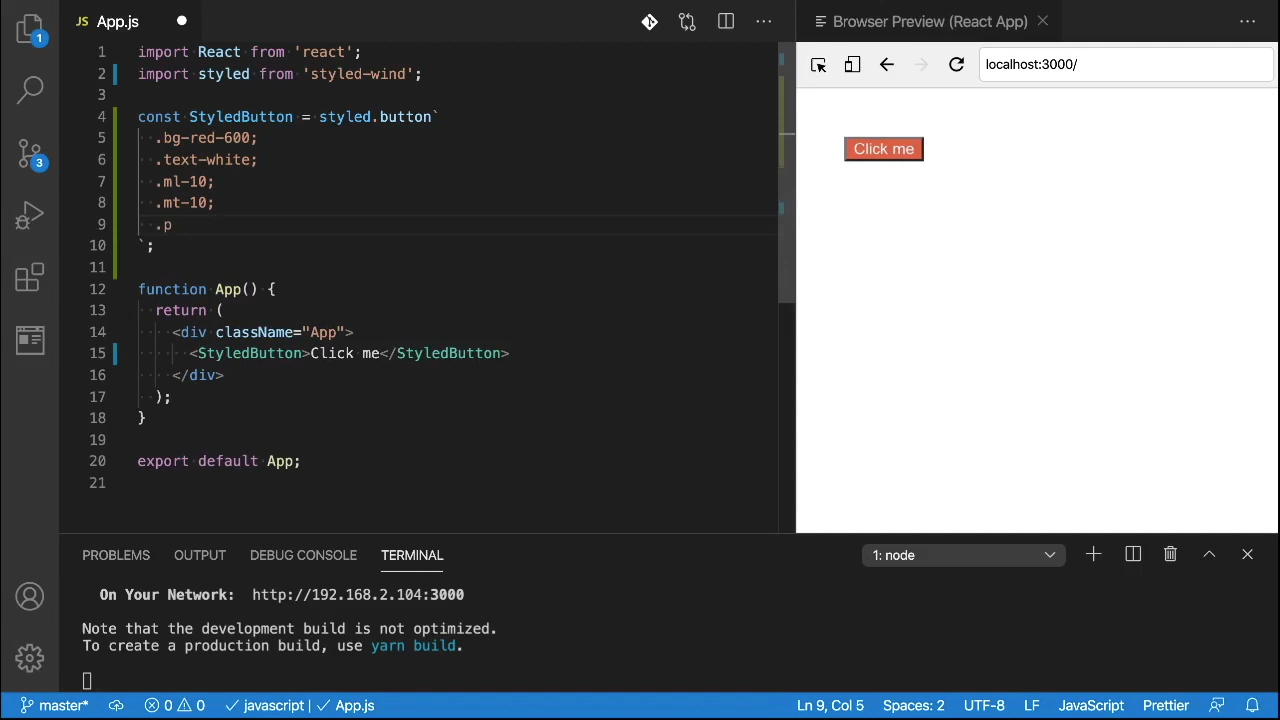 JS App.js
Browser Preview (React App)
localhost:3000/
1
3
1 import React from 'react';
2 import styled from 'styled-wind';
3
4 const StyledButton = styled.button`
5 .bg-red-600;
6 .text-white;
7 .ml-10;
8 .mt-10;
9 .p
10 `;
11
12 function App() {
13 return (
14 <div className="App">
15 <StyledButton>Click me</StyledButton>
16 </div>
17 );
18 }
19
20 export default App;
21
Click me
PROBLEMS OUTPUT DEBUG CONSOLE TERMINAL 1: node
On Your Network: http://192.168.2.104:3000
Note that the development build is not optimized.
To create a production build, use yarn build.
master* 0 0 javascript | App.js Ln 9, Col 5 Spaces: 2 UTF-8 LF JavaScript Prettier